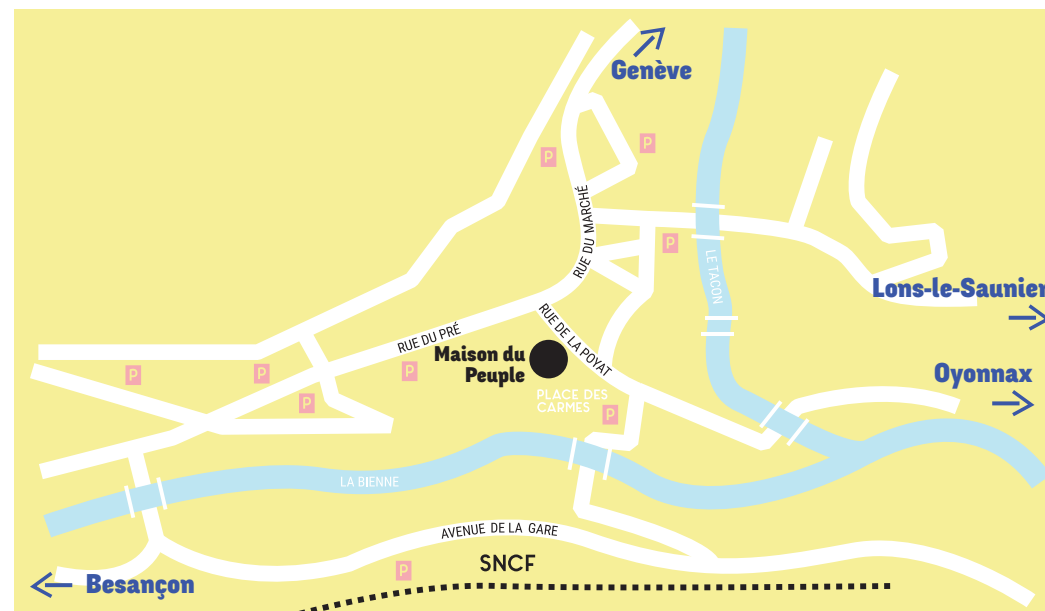 Genève
P
P
RUE DU MARCHÉ
P
LE TACON
Lons-le-Saunier
RUE DE LA POYAT
RUE DU PRÉ
Maison du
Peuple
P
P
P
Oyonnax
PLACE DES
CARMES
P
P
LA BIENNE
AVENUE DE LA GARE
SNCF
P
Besançon